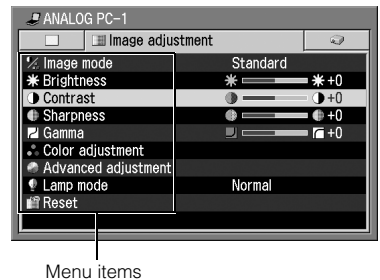 ANALOG PC-1
Image adjustment
Image mode Standard
Brightness +0
Contrast +0
Sharpness +0
Gamma +0
Color adjustment
Advanced adjustment
Lamp mode Normal
Reset
Menu items